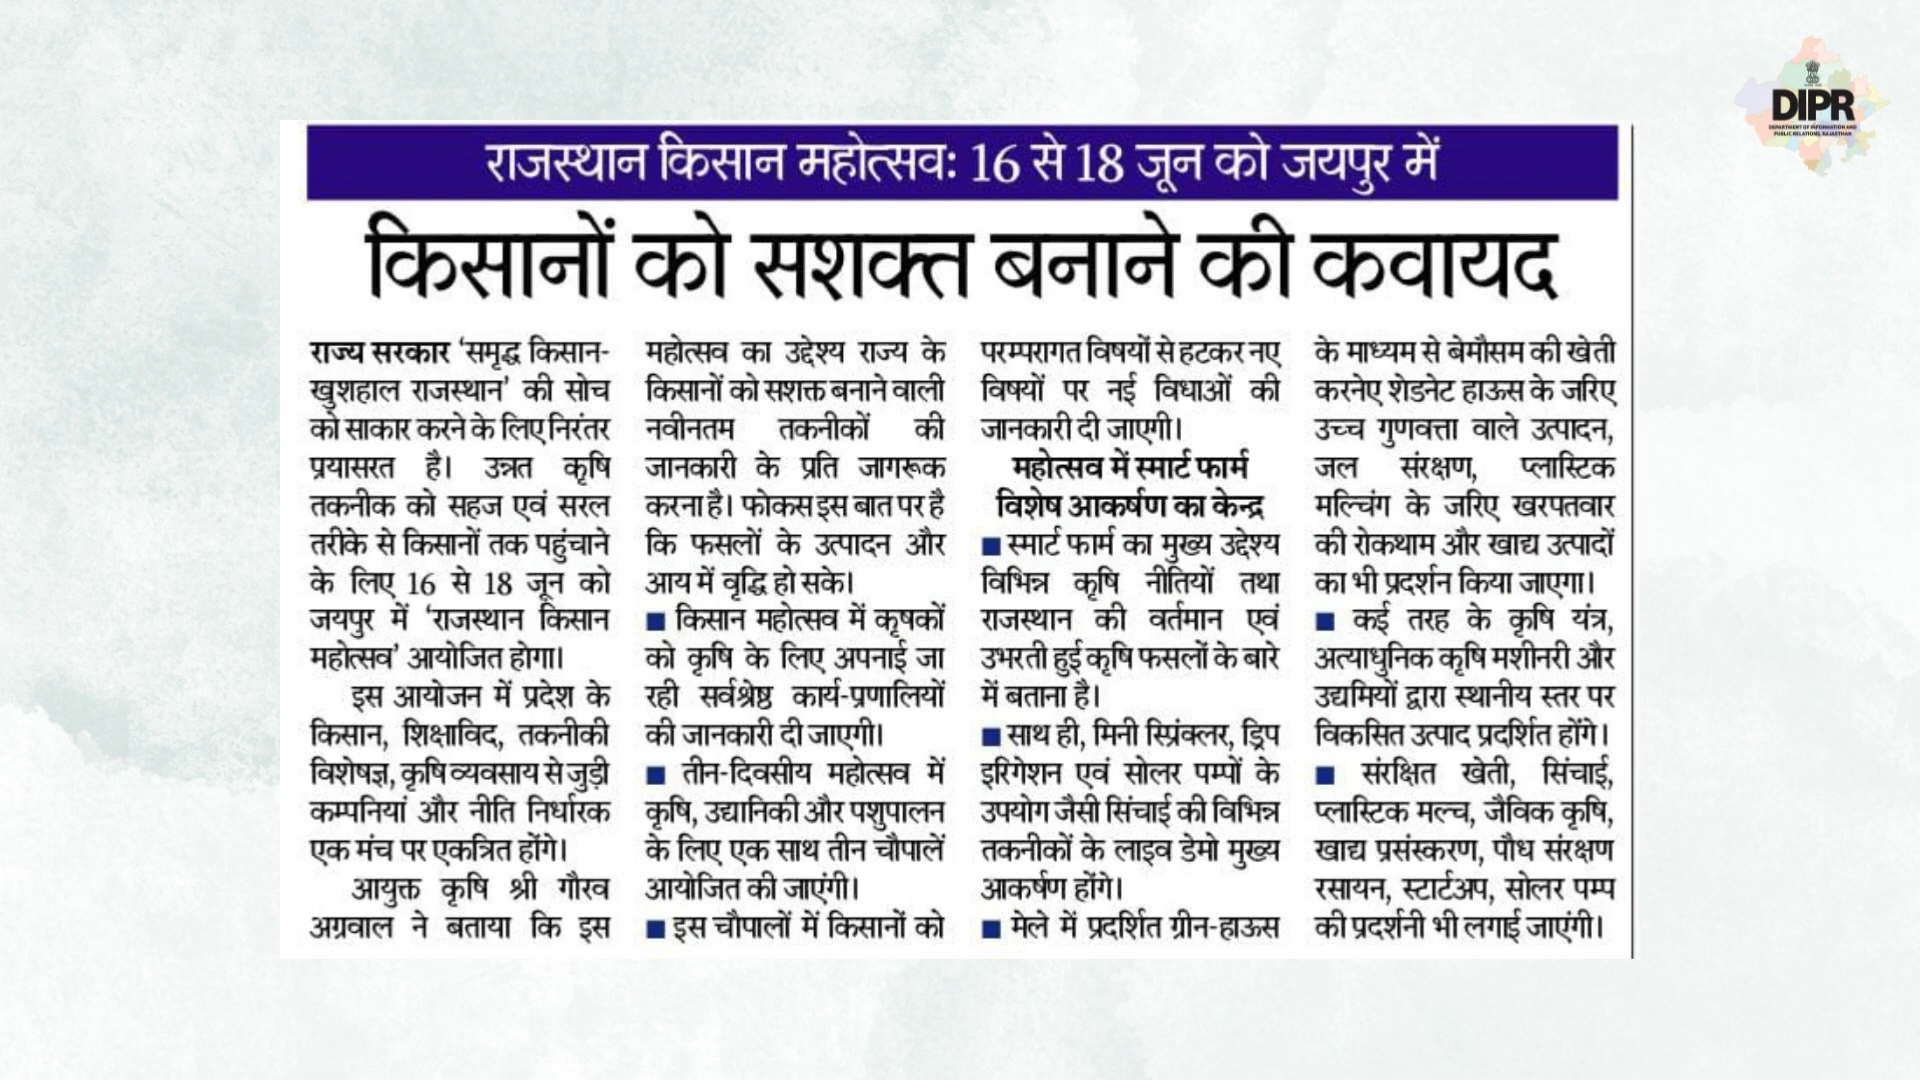 राजस्थान किसान महोत्सव: 16 से 18 जून को जयपुर में
किसानों को सशक्त बनाने की कवायद
राज्य सरकार ‘समृद्ध किसान-
खुशहाल राजस्थान’ की सोच
को साकार करने के लिए निरंतर
प्रयासरत है। उन्नत कृषि
तकनीक को सहज एवं सरल
तरीके से किसानों तक पहुंचाने
के लिए 16 से 18 जून को
जयपुर में ‘राजस्थान किसान
महोत्सव’ आयोजित होगा।
इस आयोजन में प्रदेश के
किसान, शिक्षाविद, तकनीकी
विशेषज्ञ, कृषि व्यवसाय से जुड़ी
कम्पनियां और नीति निर्धारक
एक मंच पर एकत्रित होंगे।
आयुक्त कृषि श्री गौरव
अग्रवाल ने बताया कि इस
महोत्सव का उद्देश्य राज्य के
किसानों को सशक्त बनाने वाली
नवीनतम तकनीकों की
जानकारी के प्रति जागरूक
करना है। फोकस इस बात पर है
कि फसलों के उत्पादन और
आय में वृद्धि हो सके।
■ किसान महोत्सव में कृषकों
को कृषि के लिए अपनाई जा
रही सर्वश्रेष्ठ कार्य-प्रणालियों
की जानकारी दी जाएगी।
■ तीन-दिवसीय महोत्सव में
कृषि, उद्यानिकी और पशुपालन
के लिए एक साथ तीन चौपालें
आयोजित की जाएंगी।
■ इस चौपालों में किसानों को
परम्परागत विषयों से हटकर नए
विषयों पर नई विधाओं की
जानकारी दी जाएगी।
महोत्सव में स्मार्ट फार्म
विशेष आकर्षण का केन्द्र
■ स्मार्ट फार्म का मुख्य उद्देश्य
विभिन्न कृषि नीतियों तथा
राजस्थान की वर्तमान एवं
उभरती हुई कृषि फसलों के बारे
में बताना है।
■ साथ ही, मिनी स्प्रिंक्लर, ड्रिप
इरिगेशन एवं सोलर पम्पों के
उपयोग जैसी सिंचाई की विभिन्न
तकनीकों के लाइव डेमो मुख्य
आकर्षण होंगे।
■ मेले में प्रदर्शित ग्रीन-हाऊस
के माध्यम से बेमौसम की खेती
करनेए शेडनेट हाऊस के जरिए
उच्च गुणवत्ता वाले उत्पादन,
जल संरक्षण, प्लास्टिक
मल्चिंग के जरिए खरपतवार
की रोकथाम और खाद्य उत्पादों
का भी प्रदर्शन किया जाएगा।
■ कई तरह के कृषि यंत्र,
अत्याधुनिक कृषि मशीनरी और
उद्यमियों द्वारा स्थानीय स्तर पर
विकसित उत्पाद प्रदर्शित होंगे।
■ संरक्षित खेती, सिंचाई,
प्लास्टिक मल्च, जैविक कृषि,
खाद्य प्रसंस्करण, पौध संरक्षण
रसायन, स्टार्टअप, सोलर पम्प
की प्रदर्शनी भी लगाई जाएंगी।
DIPR
DEPARTMENT OF INFORMATION AND
PUBLIC RELATIONS, RAJASTHAN